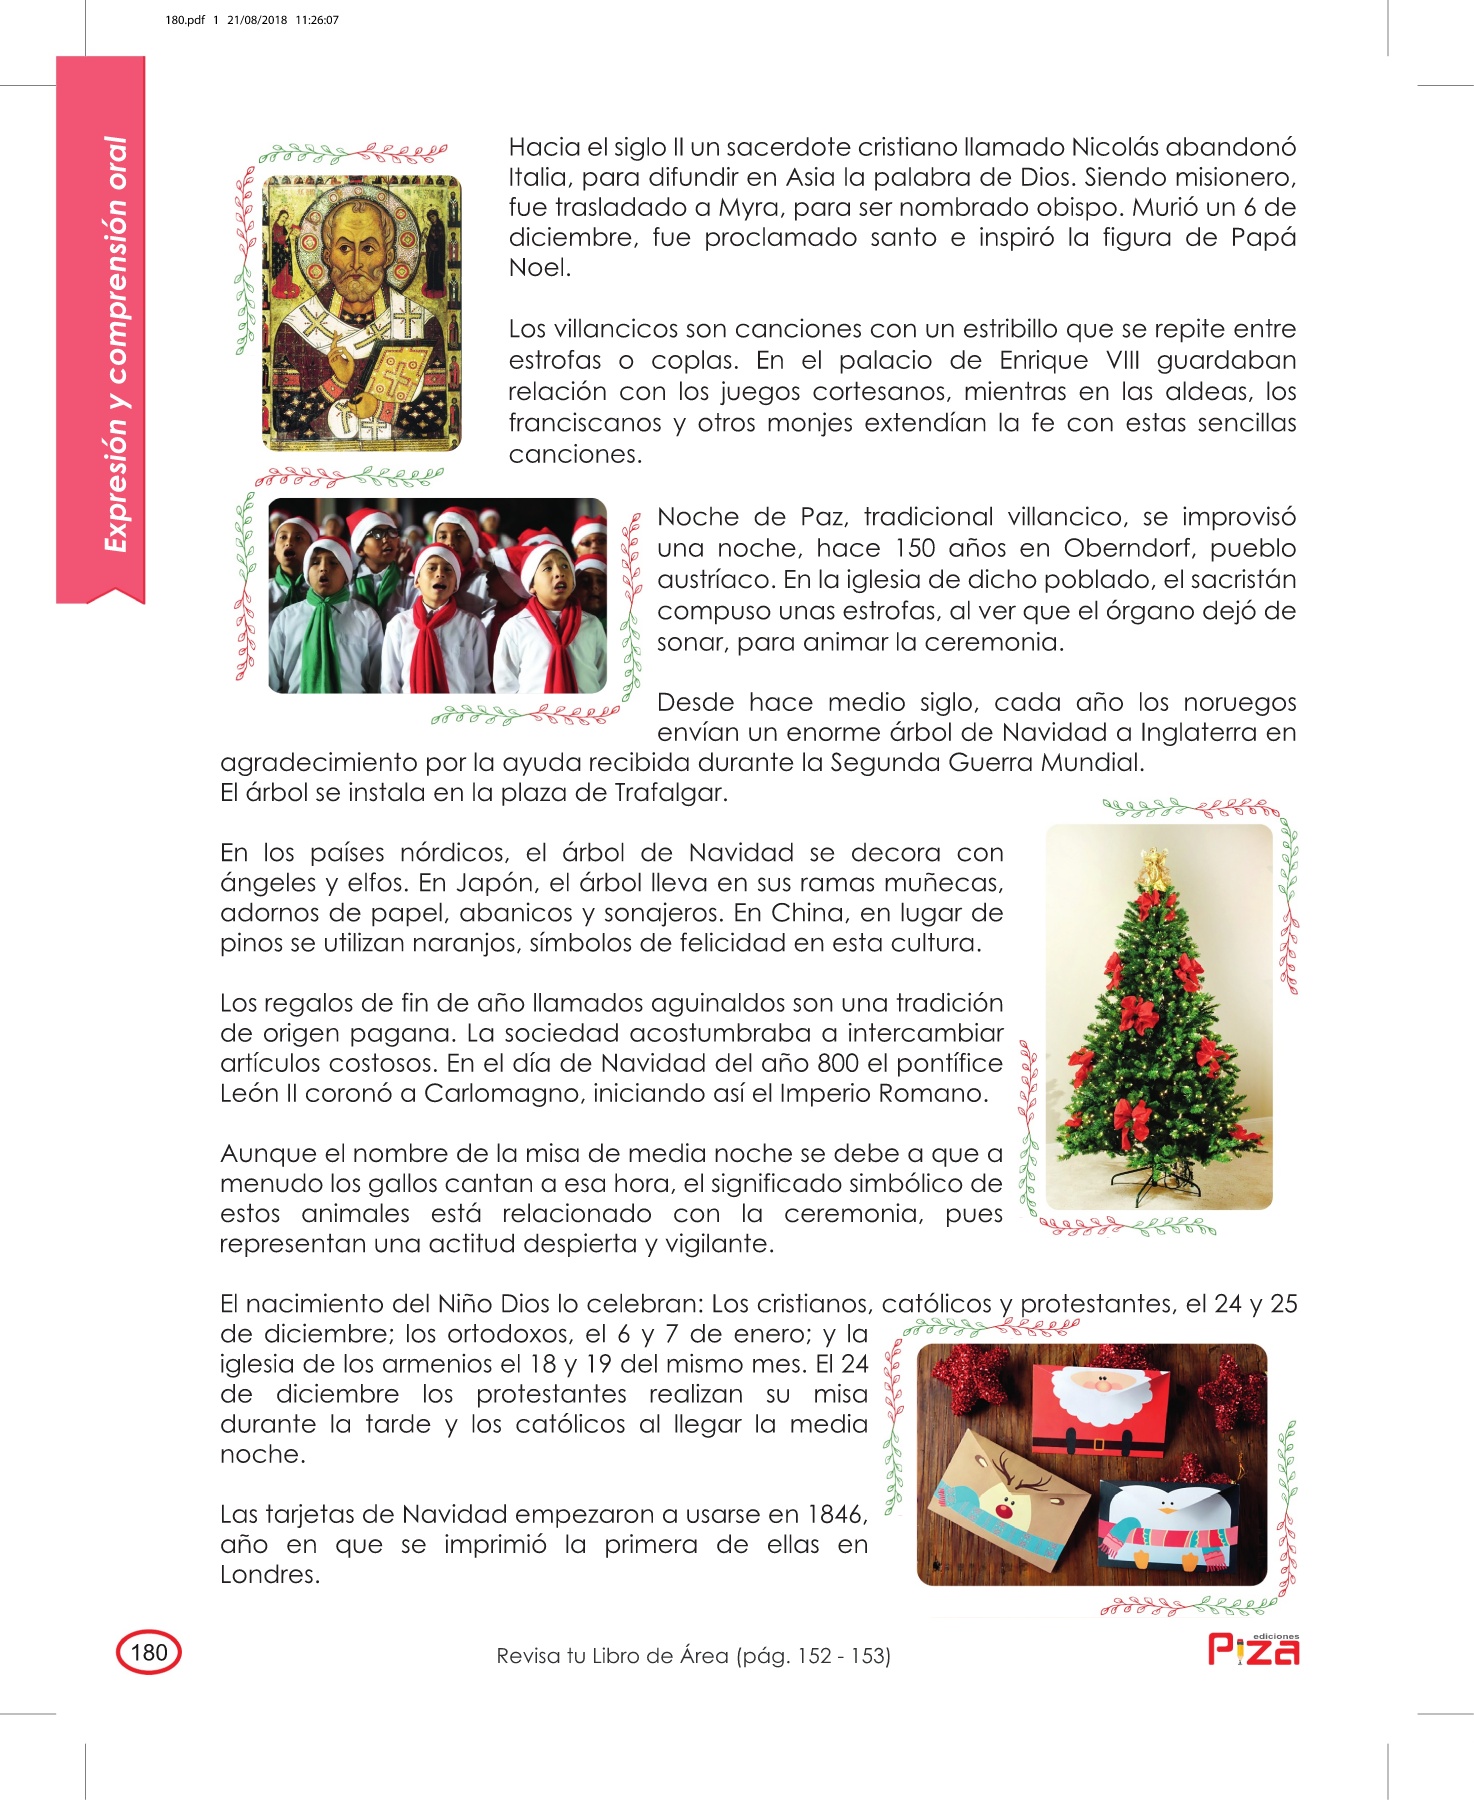 180.pdf 1 21/08/2018 11:26:07
Expresión y comprensión oral
Hacia el siglo II un sacerdote cristiano llamado Nicolás abandonó
Italia, para difundir en Asia la palabra de Dios. Siendo misionero,
fue trasladado a Myra, para ser nombrado obispo. Murió un 6 de
diciembre, fue proclamado santo e inspiró la figura de Papá
Noel.
Los villancicos son canciones con un estribillo que se repite entre
estrofas o coplas. En el palacio de Enrique VIII guardaban
relación con los juegos cortesanos, mientras en las aldeas, los
franciscanos y otros monjes extendían la fe con estas sencillas
canciones.
Noche de Paz, tradicional villancico, se improvisó
una noche, hace 150 años en Oberndorf, pueblo
austríaco. En la iglesia de dicho poblado, el sacristán
compuso unas estrofas, al ver que el órgano dejó de
sonar, para animar la ceremonia.
Desde hace medio siglo, cada año los noruegos
envían un enorme árbol de Navidad a Inglaterra en
agradecimiento por la ayuda recibida durante la Segunda Guerra Mundial.
El árbol se instala en la plaza de Trafalgar.
En los países nórdicos, el árbol de Navidad se decora con
ángeles y elfos. En Japón, el árbol lleva en sus ramas muñecas,
adornos de papel, abanicos y sonajeros. En China, en lugar de
pinos se utilizan naranjos, símbolos de felicidad en esta cultura.
Los regalos de fin de año llamados aguinaldos son una tradición
de origen pagana. La sociedad acostumbraba a intercambiar
artículos costosos. En el día de Navidad del año 800 el pontífice
León II coronó a Carlomagno, iniciando así el Imperio Romano.
Aunque el nombre de la misa de media noche se debe a que a
menudo los gallos cantan a esa hora, el significado simbólico de
estos animales está relacionado con la ceremonia, pues
representan una actitud despierta y vigilante.
El nacimiento del Niño Dios lo celebran: Los cristianos, católicos y protestantes, el 24 y 25
de diciembre; los ortodoxos, el 6 y 7 de enero; y la
iglesia de los armenios el 18 y 19 del mismo mes. El 24
de diciembre los protestantes realizan su misa
durante la tarde y los católicos al llegar la media
noche.
Las tarjetas de Navidad empezaron a usarse en 1846,
año en que se imprimió la primera de ellas en
Londres.
180
Revisa tu Libro de Área (pág. 152 - 153)
ediciones
Piza